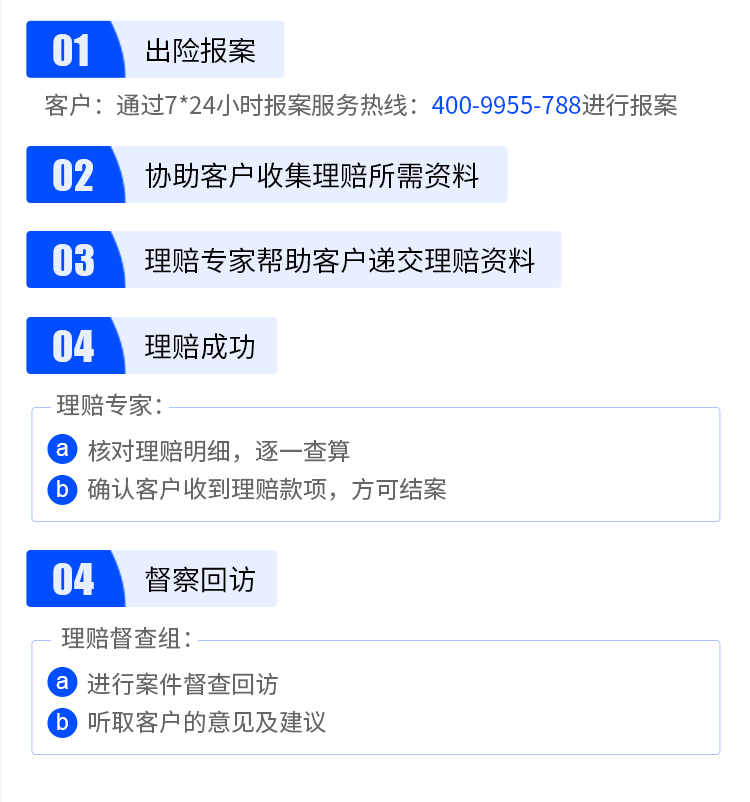 01 出险报案
客户：通过7*24小时报案服务热线：400-9955-788进行报案
02 协助客户收集理赔所需资料
03 理赔专家帮助客户递交理赔资料
04 理赔成功
理赔专家：
a 核对理赔明细，逐一查算
b 确认客户收到理赔款项，方可结案
04 督察回访
理赔督查组：
a 进行案件督查回访
b 听取客户的意见及建议